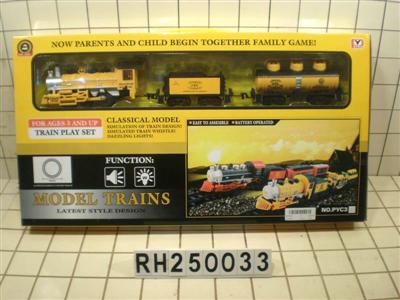 NOW PARENTS AND CHILD BEGIN TOGETHER FAMILY GAME!
FOR AGES 3 AND UP
TRAIN PLAY SET
CLASSICAL MODEL
SIMULATION OF TRAIN DESIGN!
SIMULATED TRAIN WHISTLE!
DAZZLING LIGHTS!
FUNCTION:
EASY TO ASSEMBLE
BATTERY OPERATED
MODEL TRAINS
LATEST STYLE DESIGN
NO.PYC3
RH250033